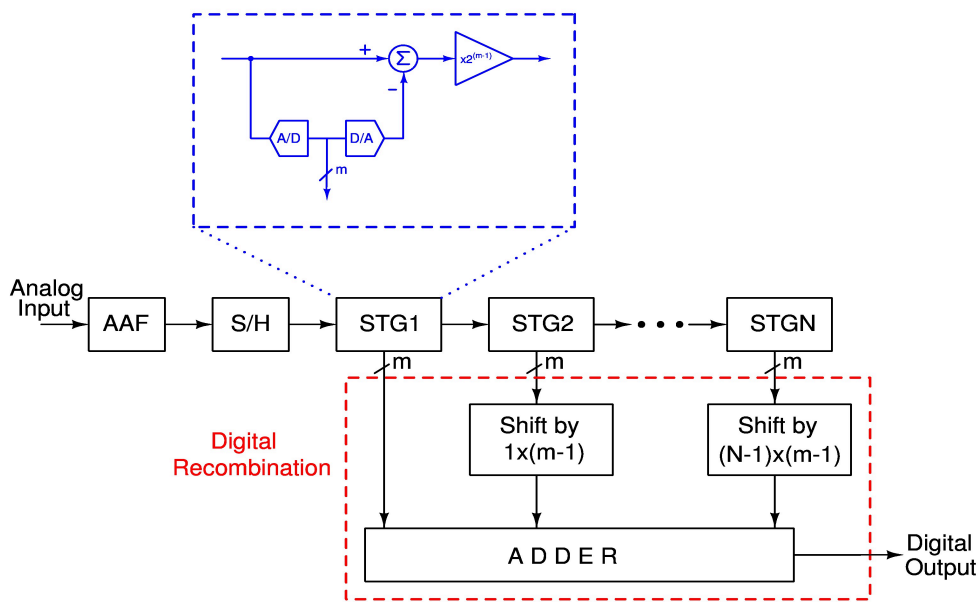 +
Σ
x2^(m-1)
−
A/D
D/A
m
Analog
Input
AAF
S/H
STG1
STG2
STGN
m
m
m
Digital
Recombination
Shift by
1x(m-1)
Shift by
(N-1)x(m-1)
ADDER
Digital
Output